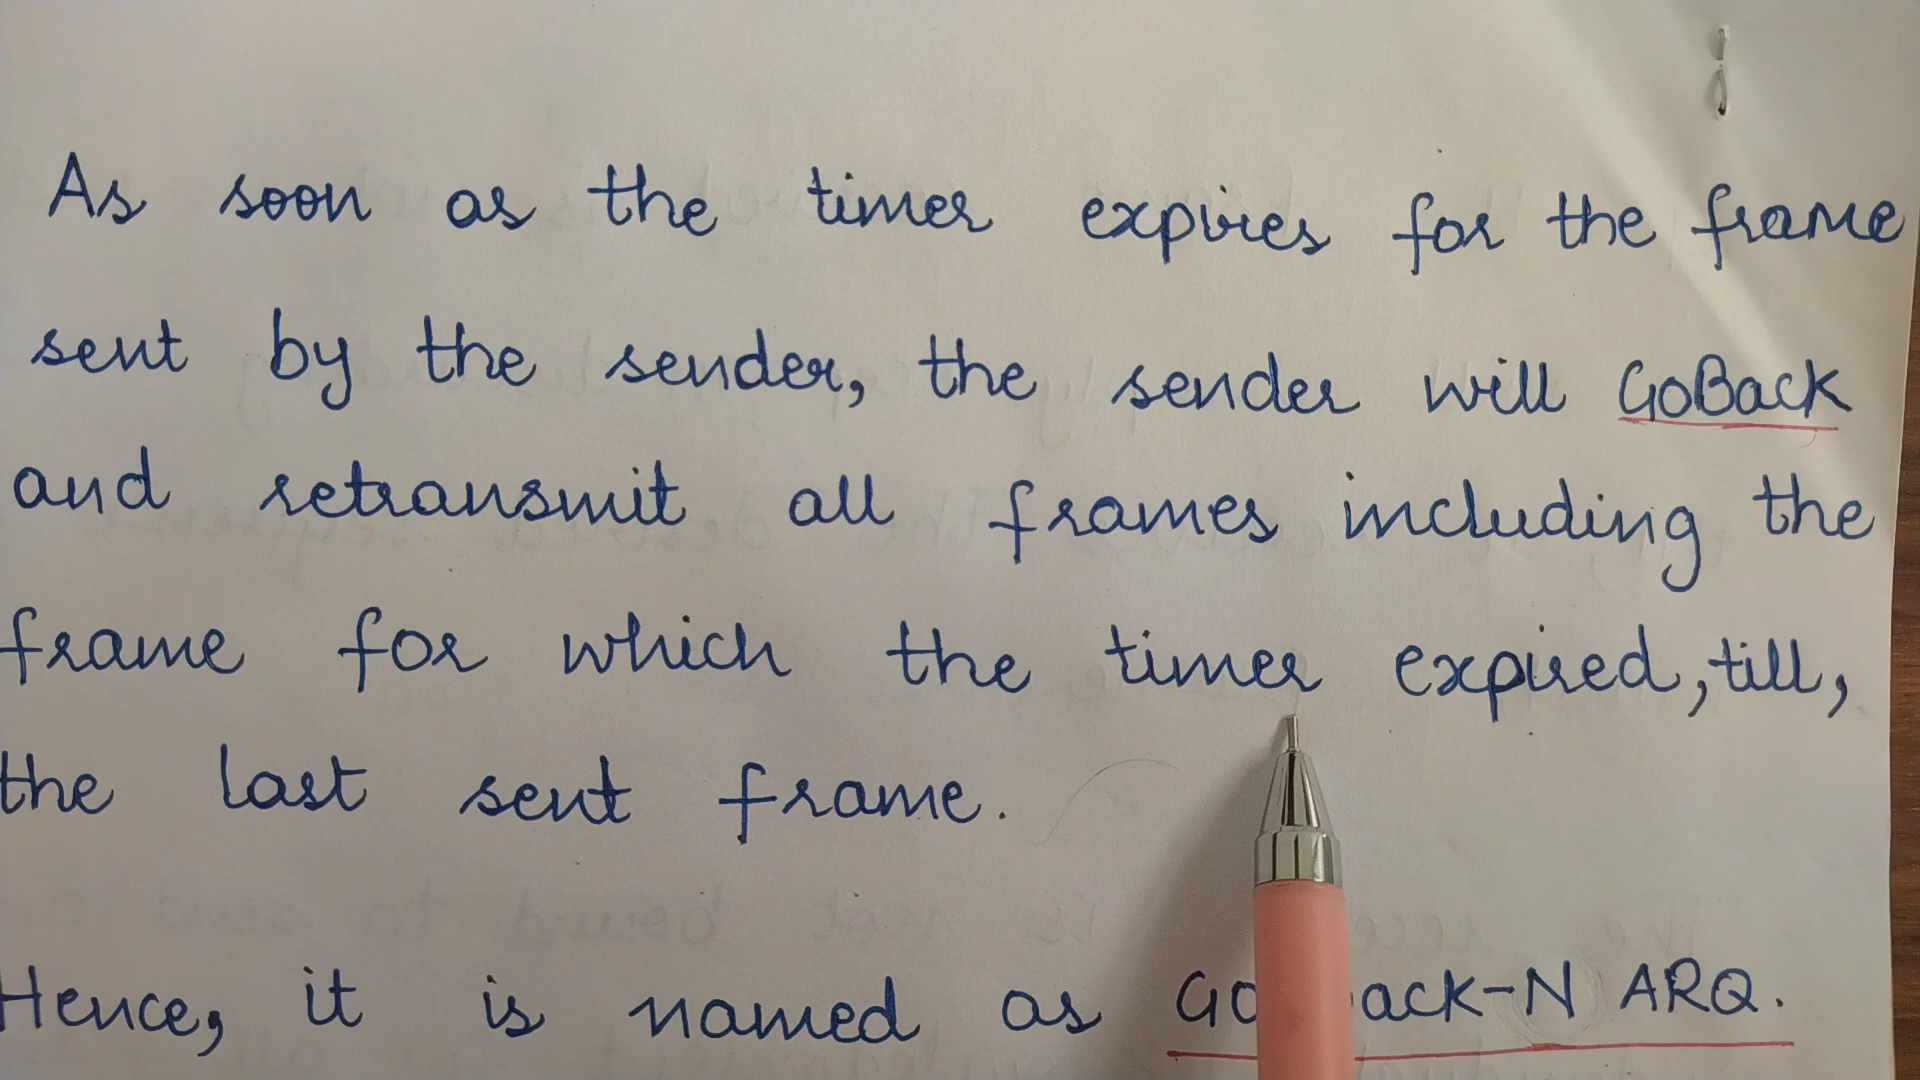 As soon as the timer expires for the frame
sent by the sender, the sender will GoBack
and retransmit all frames including the
frame for which the timer expired, till,
the last sent frame.
Hence, it is named as Go ack-N ARQ.